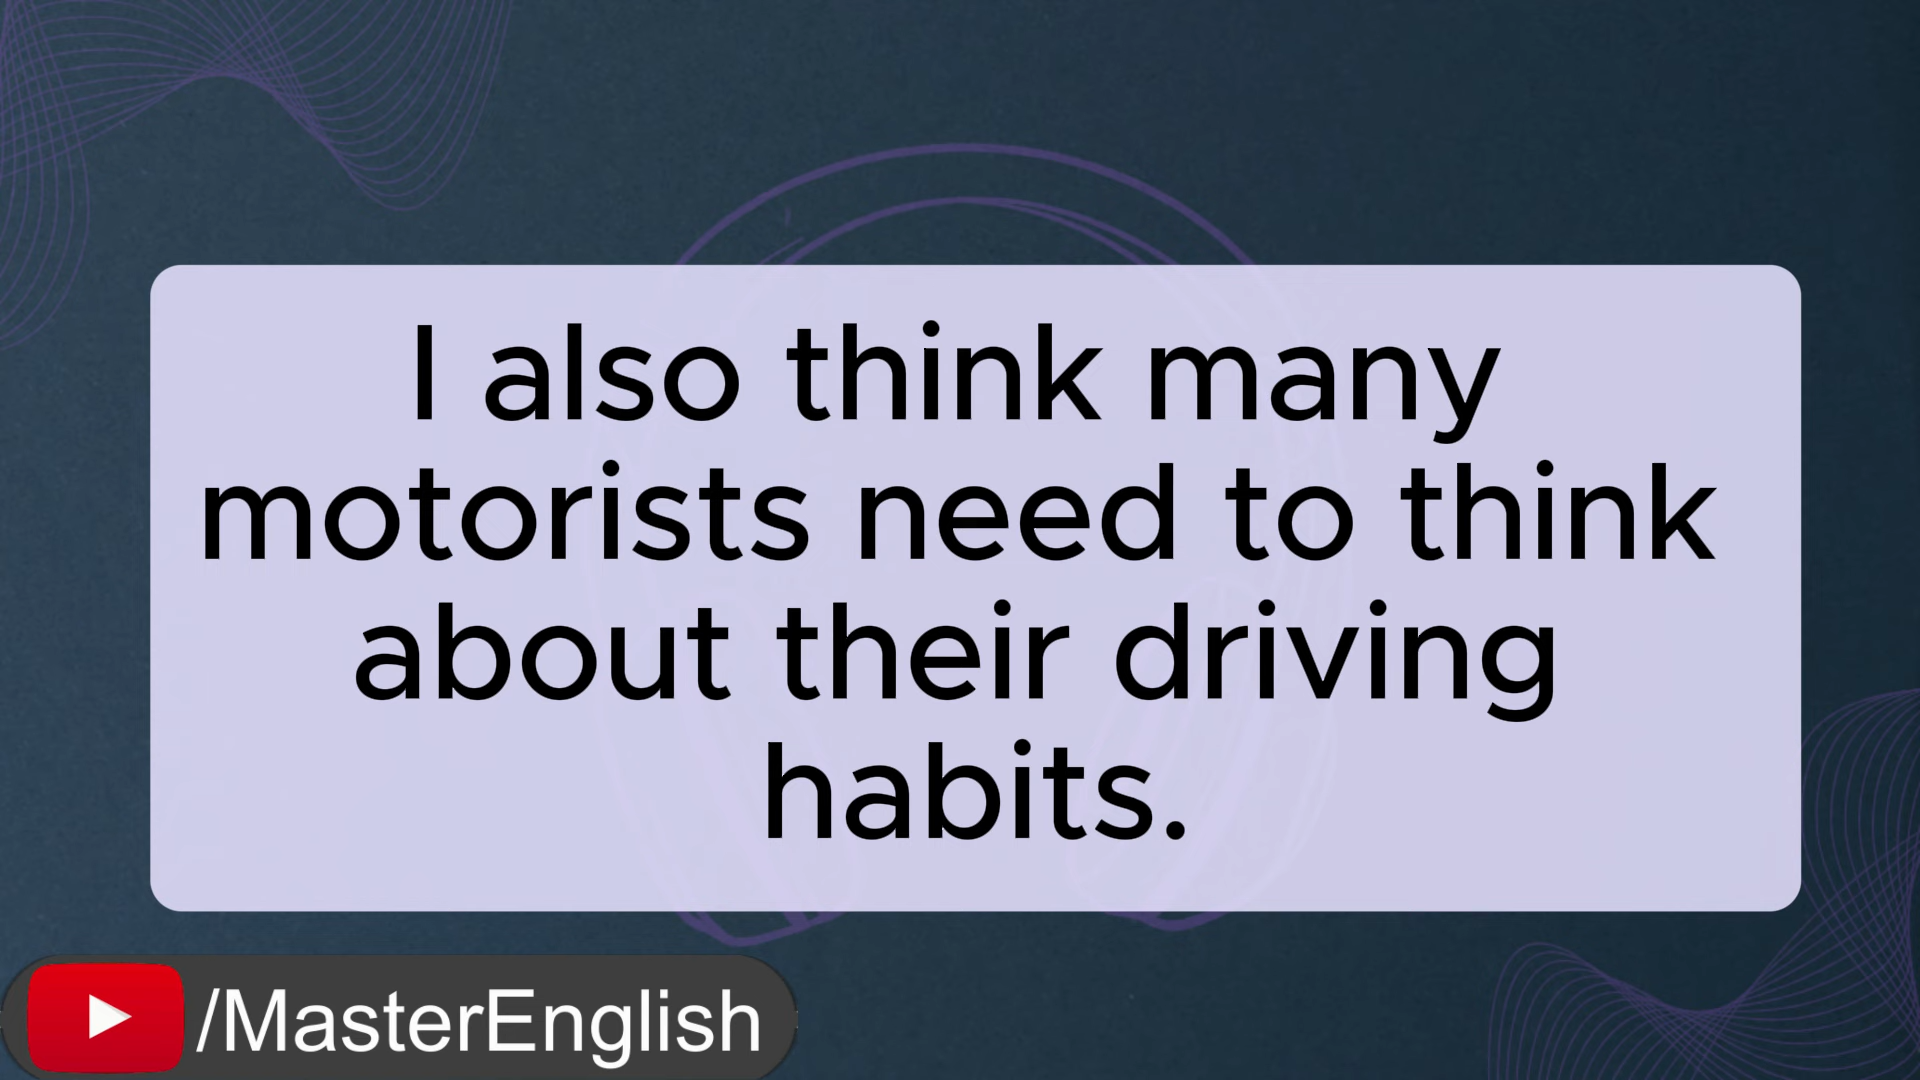 I also think many
motorists need to think
about their driving
habits.
/MasterEnglish